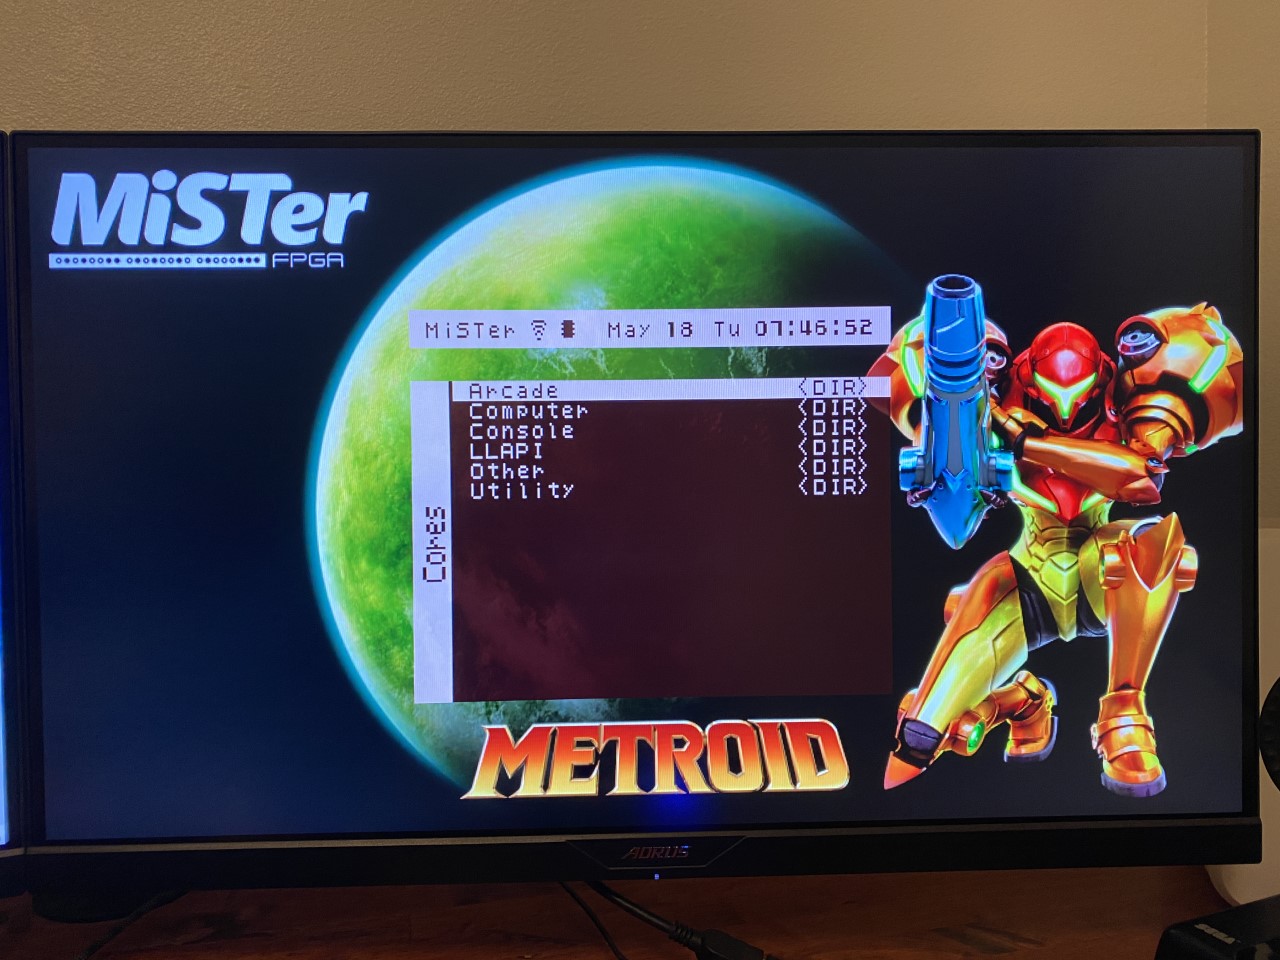 MiSTer
FPGA
MiSTer May 18 Tu 07:46:52
Arcade <DIR>
Computer <DIR>
Console <DIR>
LLAPI <DIR>
Other <DIR>
Utility <DIR>
Cores
METROID
AORUS
SEGA